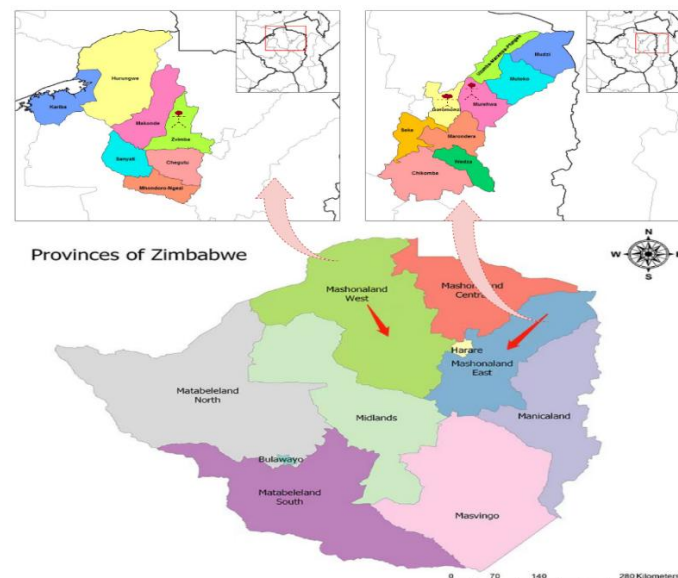 Hurungwe
Kariba
Makonde
Zvimba
Sanyati
Chegutu
Mhondoro-Ngezi
Mudzi
Mutoko
Murehwa
Goromonzi
Seke
Marondera
Hwedza
Chikomba
Provinces of Zimbabwe
N
W
E
S
Mashonaland
West
Mashonaland
Central
Harare
Mashonaland
East
Matabeleland
North
Midlands
Manicaland
Bulawayo
Matabeleland
South
Masvingo
0 70 140 280 Kilometers